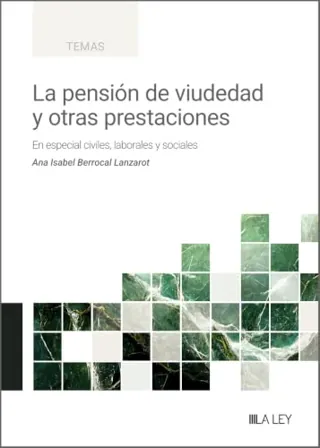 TEMAS
La pensión de viudedad
y otras prestaciones
En especial civiles, laborales y sociales
Ana Isabel Berrocal Lanzarot
LA LEY